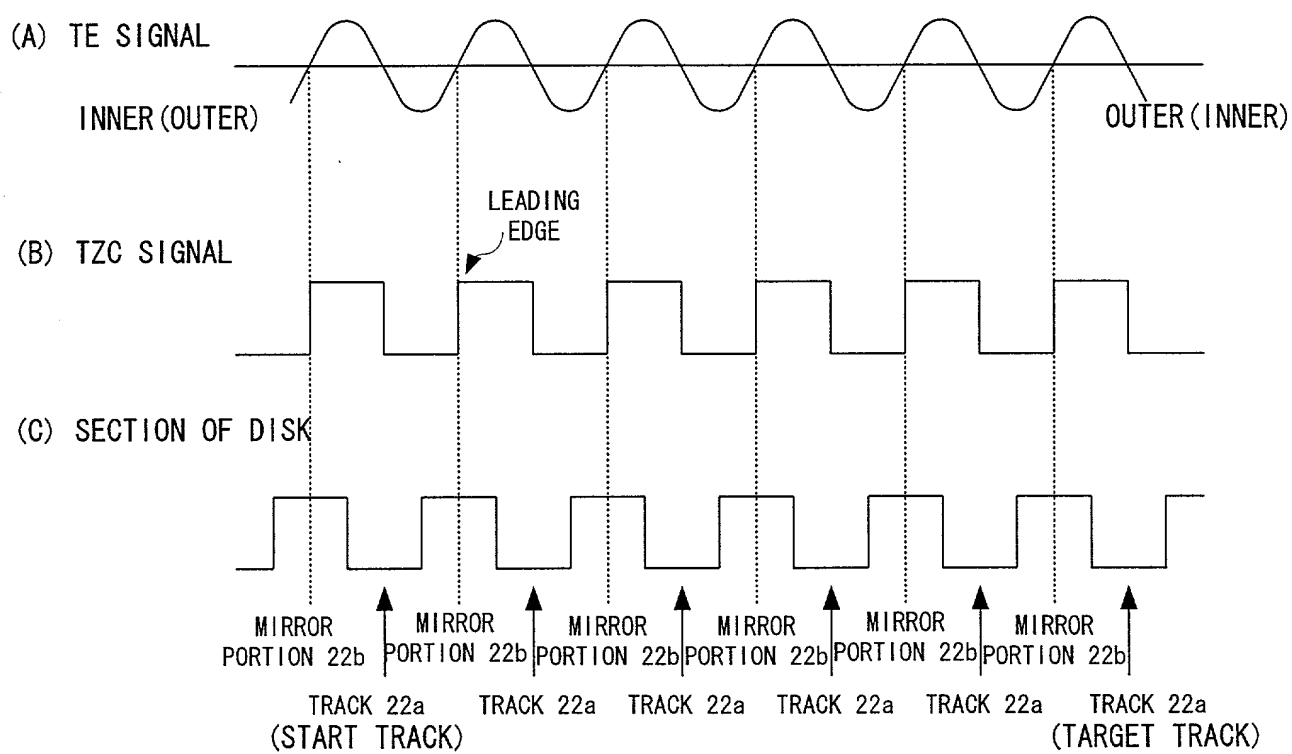 (A) TE SIGNAL
INNER(OUTER)
OUTER(INNER)
LEADING
EDGE
(B) TZC SIGNAL
(C) SECTION OF DISK
MIRROR
PORTION 22b
MIRROR
PORTION 22b
MIRROR
PORTION 22b
MIRROR
PORTION 22b
MIRROR
PORTION 22b
MIRROR
PORTION 22b
TRACK 22a
(START TRACK)
TRACK 22a
TRACK 22a
TRACK 22a
TRACK 22a
TRACK 22a
(TARGET TRACK)